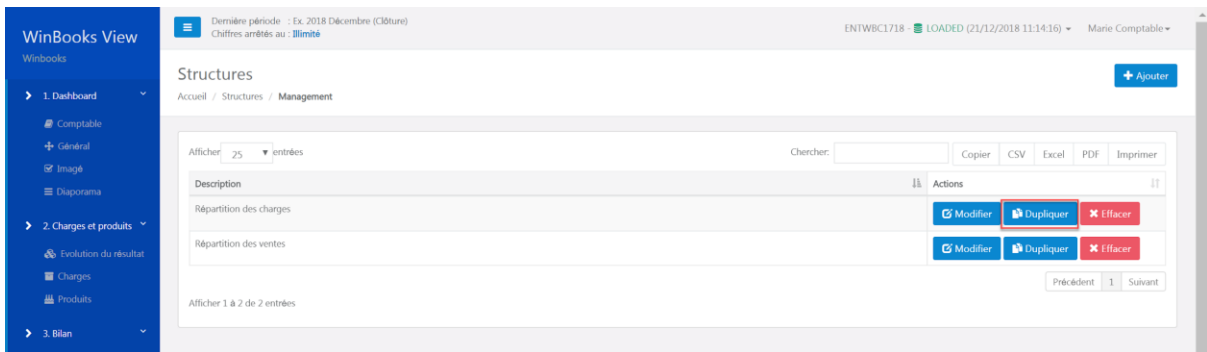 WinBooks View
Winbooks
1. Dashboard
Comptable
Général
Imagé
Diaporama
2. Charges et produits
Evolution du résultat
Charges
Produits
3. Bilan
Dernière période : Ex. 2018 Décembre (Clôture)
Chiffres arrêtés au : Illimité
ENTWBC1718 - LOADED (21/12/2018 11:14:16) Marie Comptable
Structures
Accueil / Structures / Management
Ajouter
Afficher 25 entrées
Chercher:
Copier CSV Excel PDF Imprimer
Description Actions
Répartition des charges Modifier Dupliquer Effacer
Répartition des ventes Modifier Dupliquer Effacer
Précédent 1 Suivant
Afficher 1 à 2 de 2 entrées